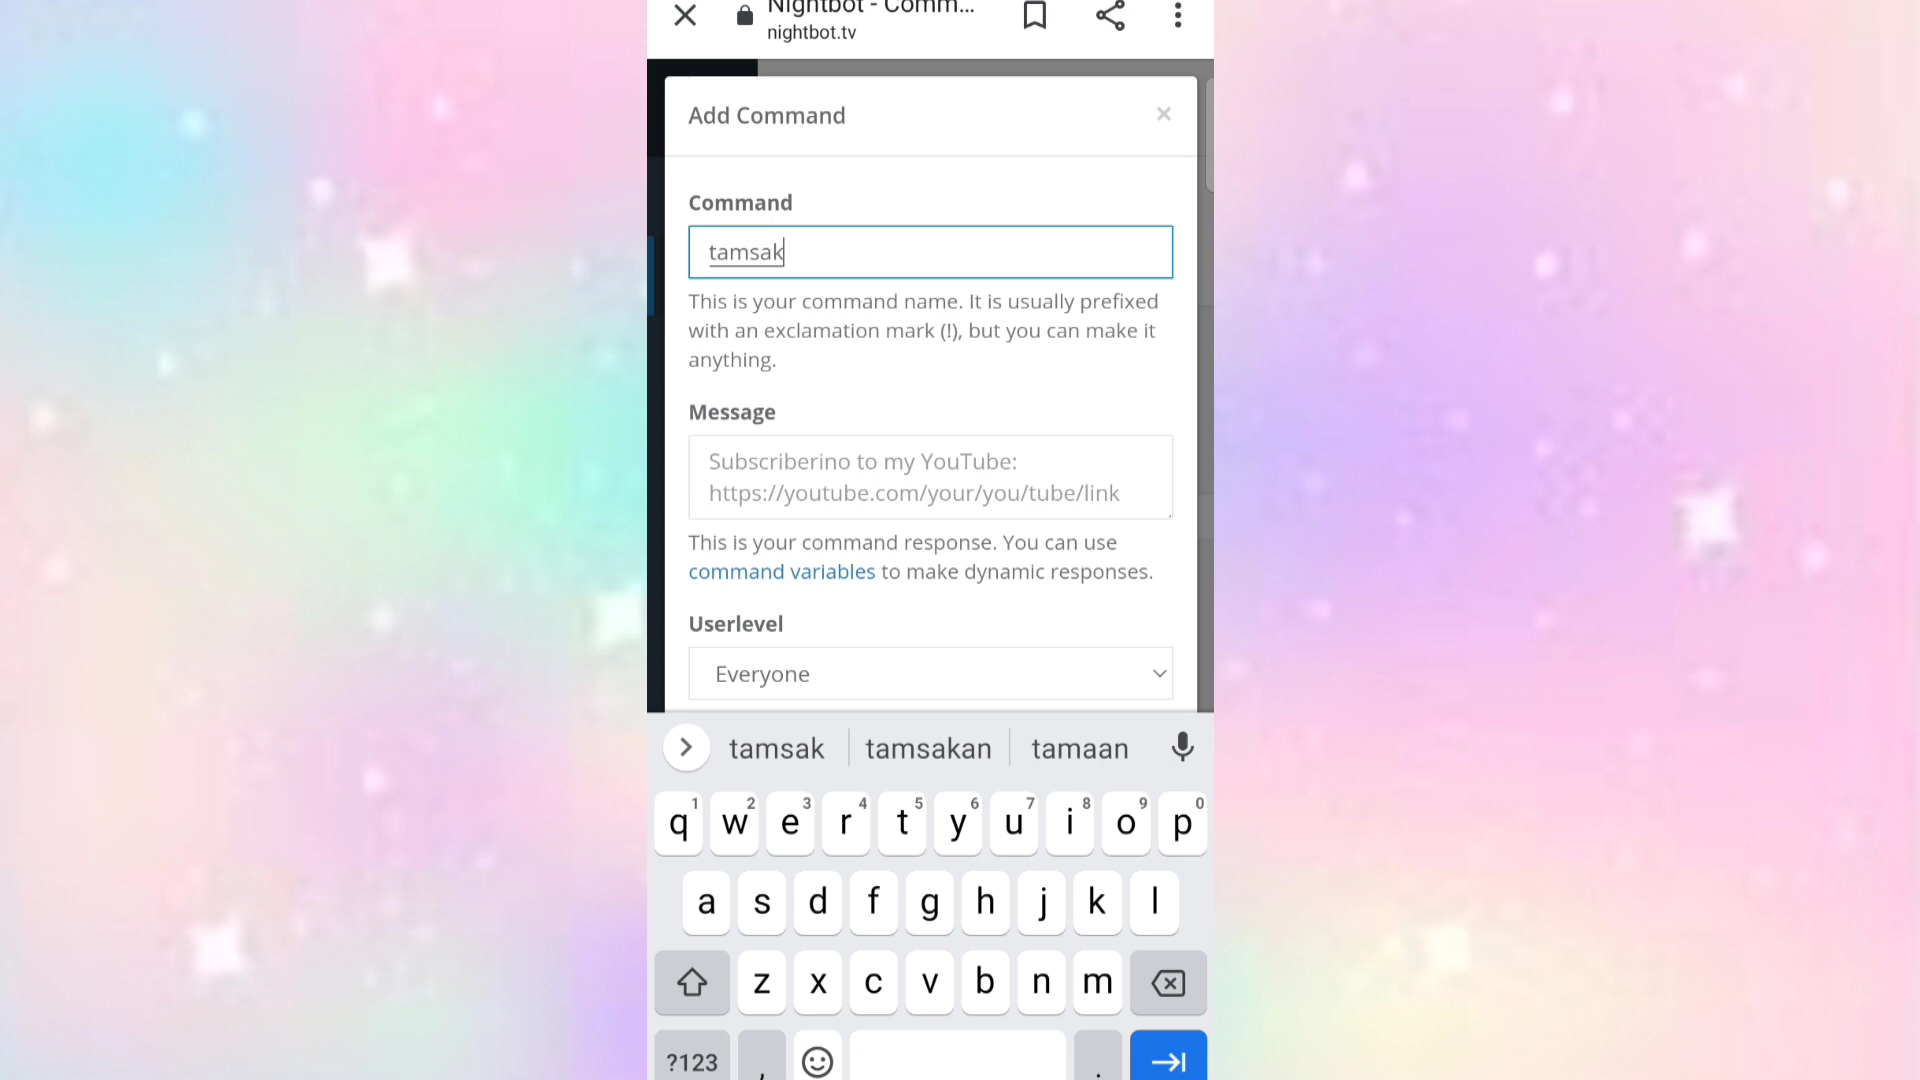 Nightbot - Comm...
nightbot.tv
Add Command ×
Command
tamsak
This is your command name. It is usually prefixed
with an exclamation mark (!), but you can make it
anything.
Message
Subscriberino to my YouTube:
https://youtube.com/your/you/tube/link
This is your command response. You can use
command variables to make dynamic responses.
Userlevel
Everyone
tamsak tamsakan tamaan
1 2 3 4 5 6 7 8 9 0
q w e r t y u i o p
a s d f g h j k l
z x c v b n m
?123 , .